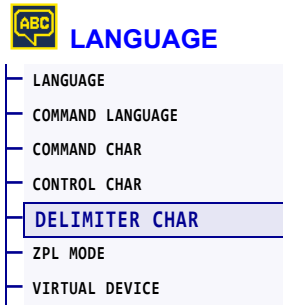 ABC
LANGUAGE
LANGUAGE
COMMAND LANGUAGE
COMMAND CHAR
CONTROL CHAR
DELIMITER CHAR
ZPL MODE
VIRTUAL DEVICE